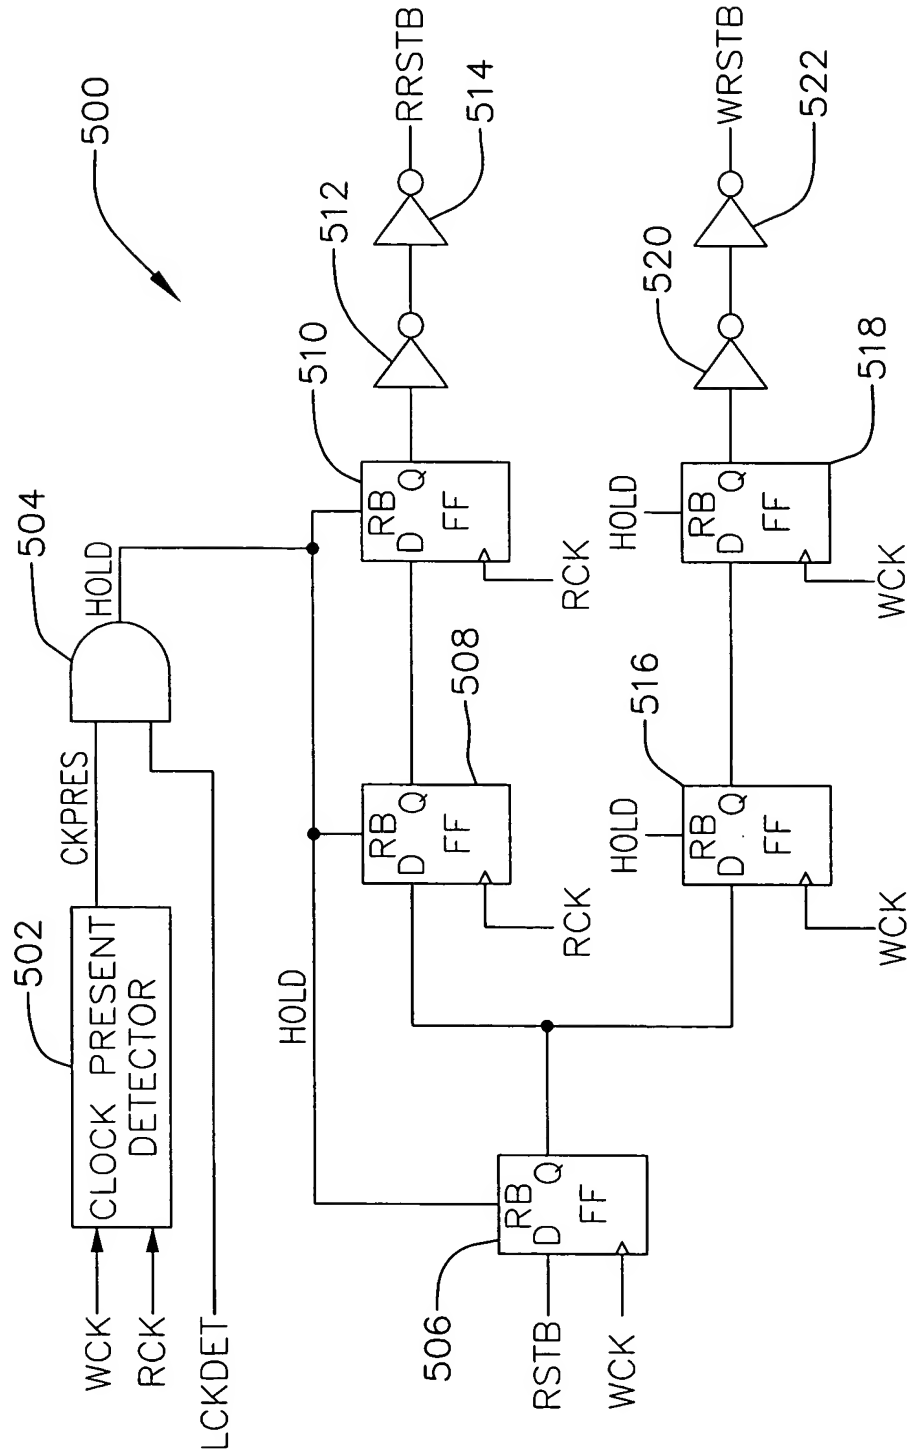 500
502
504
WCK
RCK
LCKDET
CLOCK PRESENT
DETECTOR
CKPRES
HOLD
HOLD
506
RSTB
WCK
RB
D
Q
FF
508
RB
D
Q
FF
RCK
510
RB
D
Q
FF
RCK
512
514
RRSTB
HOLD
516
RB
D
Q
FF
WCK
HOLD
RB
D
Q
FF
518
WCK
520
522
WRSTB